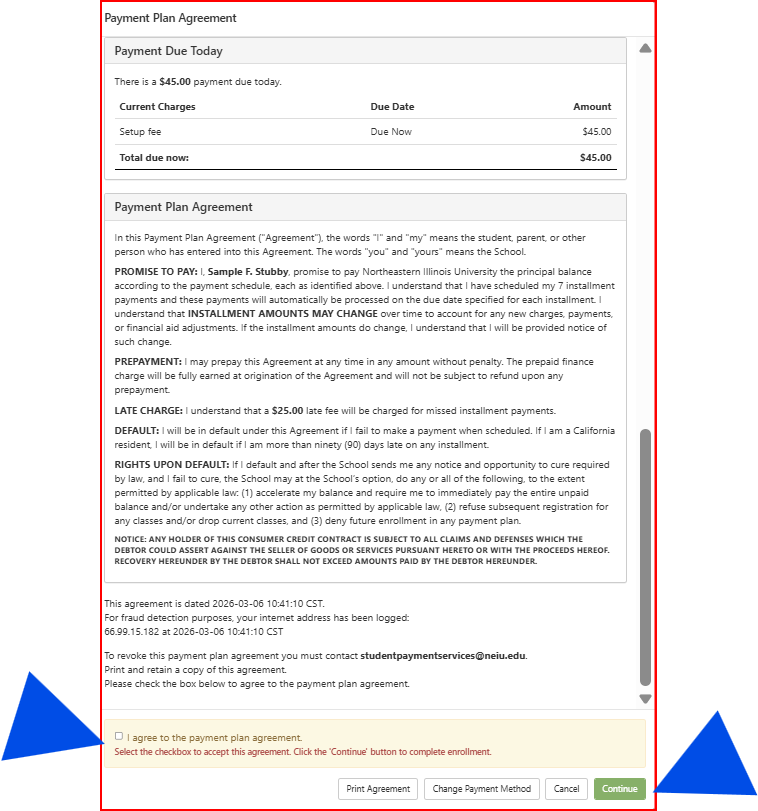 Payment Plan Agreement
Payment Due Today
There is a $45.00 payment due today.
Current Charges Due Date Amount
Setup fee Due Now $45.00
Total due now: $45.00
Payment Plan Agreement
In this Payment Plan Agreement ("Agreement"), the words "I" and "my" means the student, parent, or other
person who has entered into this Agreement. The words "you" and "yours" means the School.
PROMISE TO PAY: I, Sample F. Stubby, promise to pay Northeastern Illinois University the principal balance
according to the payment schedule, each as identified above. I understand that I have scheduled my 7 installment
payments and these payments will automatically be processed on the due date specified for each installment. I
understand that INSTALLMENT AMOUNTS MAY CHANGE over time to account for any new charges, payments,
or financial aid adjustments. If the installment amounts do change, I understand that I will be provided notice of
such change.
PREPAYMENT: I may prepay this Agreement at any time in any amount without penalty. The prepaid finance
charge will be fully earned at origination of the Agreement and will not be subject to refund upon any
prepayment.
LATE CHARGE: I understand that a $25.00 late fee will be charged for missed installment payments.
DEFAULT: I will be in default under this Agreement if I fail to make a payment when scheduled. If I am a California
resident, I will be in default if I am more than ninety (90) days late on any installment.
RIGHTS UPON DEFAULT: If I default and after the School sends me any notice and opportunity to cure required
by law, and I fail to cure, the School may at the School's option, do any or all of the following, to the extent
permitted by applicable law: (1) accelerate my balance and require me to immediately pay the entire unpaid
balance and/or undertake any other action as permitted by applicable law, (2) refuse subsequent registration for
any classes and/or drop current classes, and (3) deny future enrollment in any payment plan.
NOTICE: ANY HOLDER OF THIS CONSUMER CREDIT CONTRACT IS SUBJECT TO ALL CLAIMS AND DEFENSES WHICH THE
DEBTOR COULD ASSERT AGAINST THE SELLER OF GOODS OR SERVICES PURSUANT HERETO OR WITH THE PROCEEDS HEREOF.
RECOVERY HEREUNDER BY THE DEBTOR SHALL NOT EXCEED AMOUNTS PAID BY THE DEBTOR HEREUNDER.
This agreement is dated 2026-03-06 10:41:10 CST.
For fraud detection purposes, your internet address has been logged:
66.99.15.182 at 2026-03-06 10:41:10 CST
To revoke this payment plan agreement you must contact studentpaymentservices@neiu.edu.
Print and retain a copy of this agreement.
Please check the box below to agree to the payment plan agreement.
I agree to the payment plan agreement.
Select the checkbox to accept this agreement. Click the 'Continue' button to complete enrollment.
Print Agreement Change Payment Method Cancel Continue